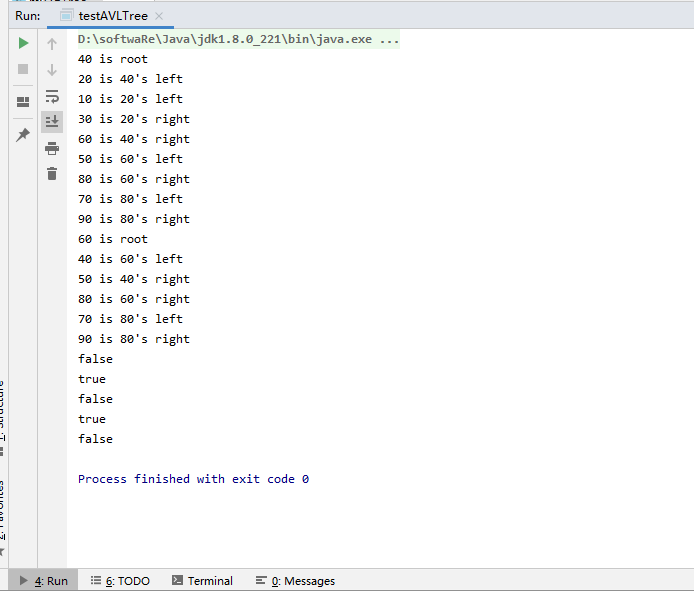 Run: testAVLTree
D:\softwaRe\Java\jdk1.8.0_221\bin\java.exe ...
40 is root
20 is 40's left
10 is 20's left
30 is 20's right
60 is 40's right
50 is 60's left
80 is 60's right
70 is 80's left
90 is 80's right
60 is root
40 is 60's left
50 is 40's right
80 is 60's right
70 is 80's left
90 is 80's right
false
true
false
true
false
Process finished with exit code 0
4: Run 6: TODO Terminal 0: Messages